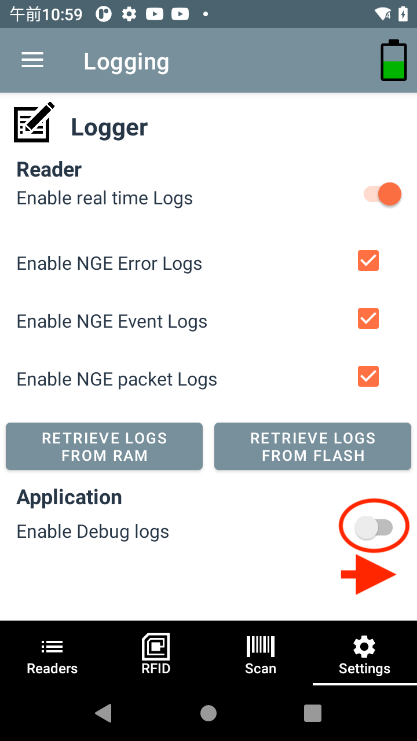 午前10:59
Logging
Logger
Reader
Enable real time Logs
Enable NGE Error Logs
Enable NGE Event Logs
Enable NGE packet Logs
RETRIEVE LOGS
FROM RAM
RETRIEVE LOGS
FROM FLASH
Application
Enable Debug logs
Readers
RFID
Scan
Settings